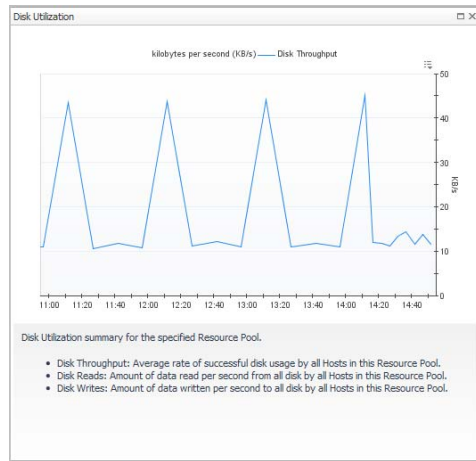 Disk Utilization
kilobytes per second (KB/s) Disk Throughput
50
40
30
20
10
0
KB/s
11:00 11:20 11:40 12:00 12:20 12:40 13:00 13:20 13:40 14:00 14:20 14:40
Disk Utilization summary for the specified Resource Pool.
• Disk Throughput: Average rate of successful disk usage by all Hosts in this Resource Pool.
• Disk Reads: Amount of data read per second from all disk by all Hosts in this Resource Pool.
• Disk Writes: Amount of data written per second to all disk by all Hosts in this Resource Pool.